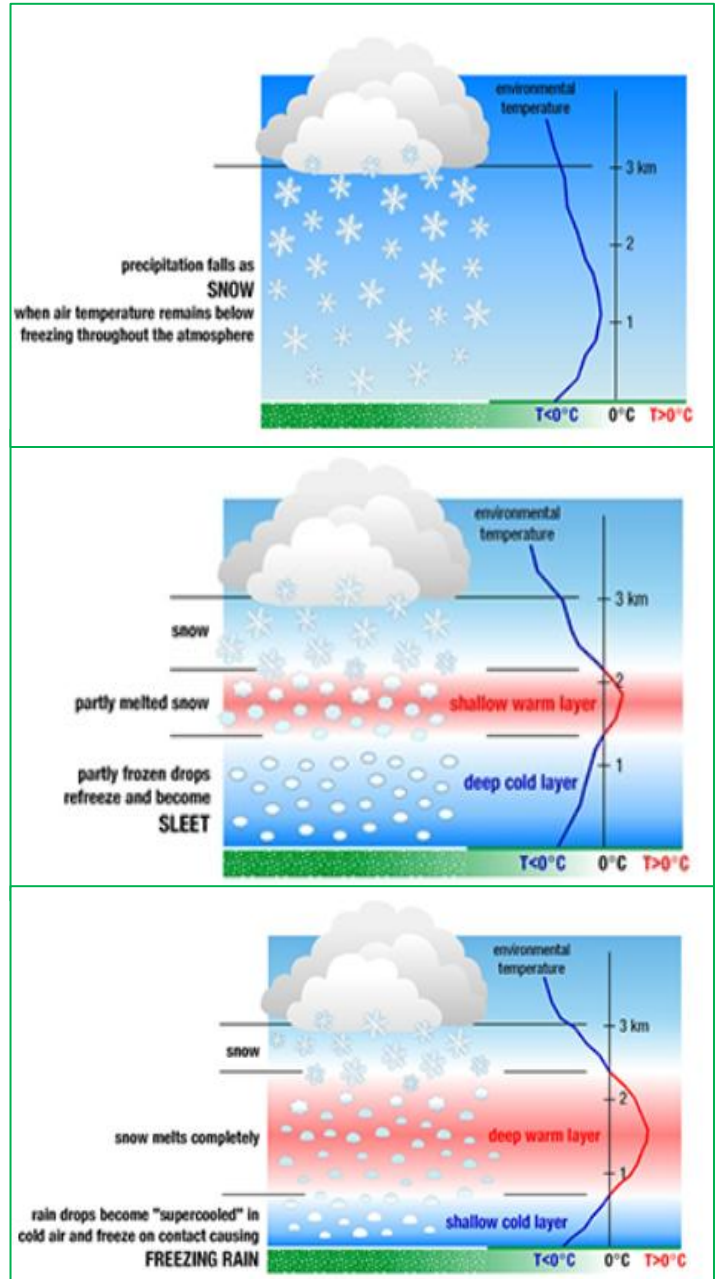 environmental
temperature
3 km
2
precipitation falls as
SNOW
when air temperature remains below
freezing throughout the atmosphere
1
T<0°C 0°C T>0°C
environmental
temperature
3 km
snow
2
partly melted snow
shallow warm layer
1
partly frozen drops
refreeze and become
SLEET
deep cold layer
T<0°C 0°C T>0°C
environmental
temperature
3 km
snow
2
snow melts completely
deep warm layer
1
rain drops become "supercooled" in
cold air and freeze on contact causing
FREEZING RAIN
shallow cold layer
T<0°C 0°C T>0°C